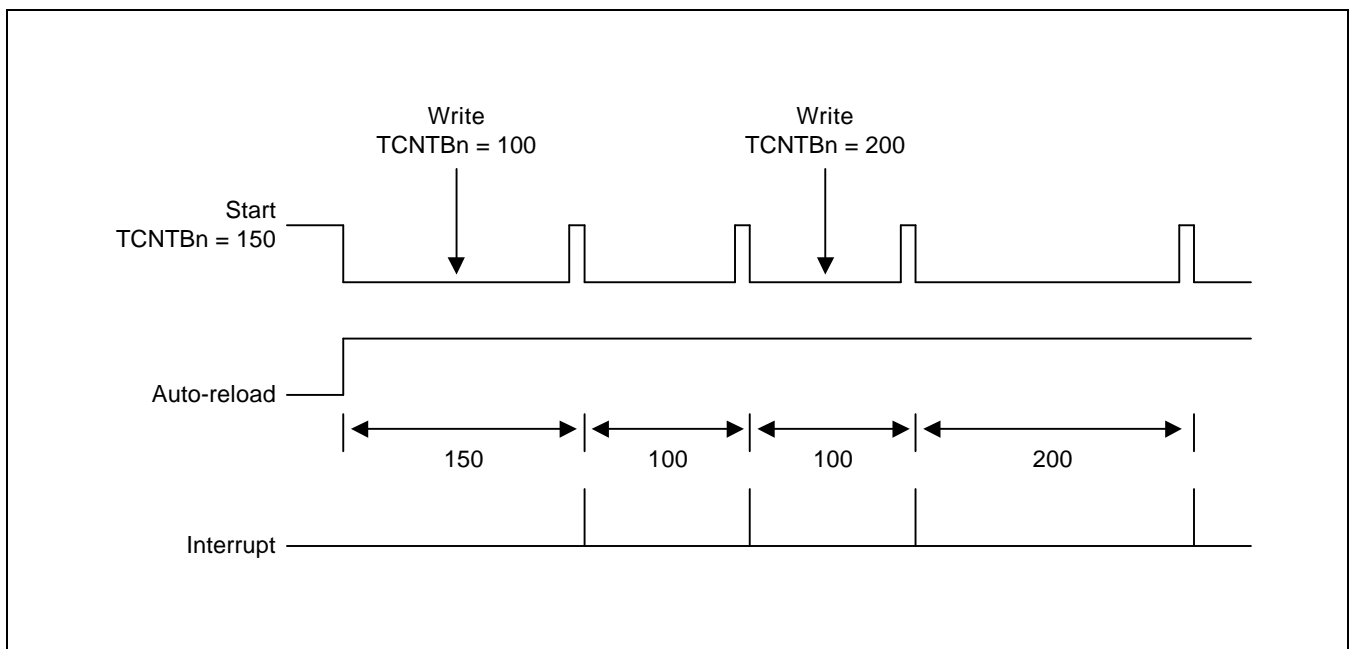 Write
TCNTBn = 100
Write
TCNTBn = 200
Start
TCNTBn = 150
Auto-reload
150
100
100
200
Interrupt